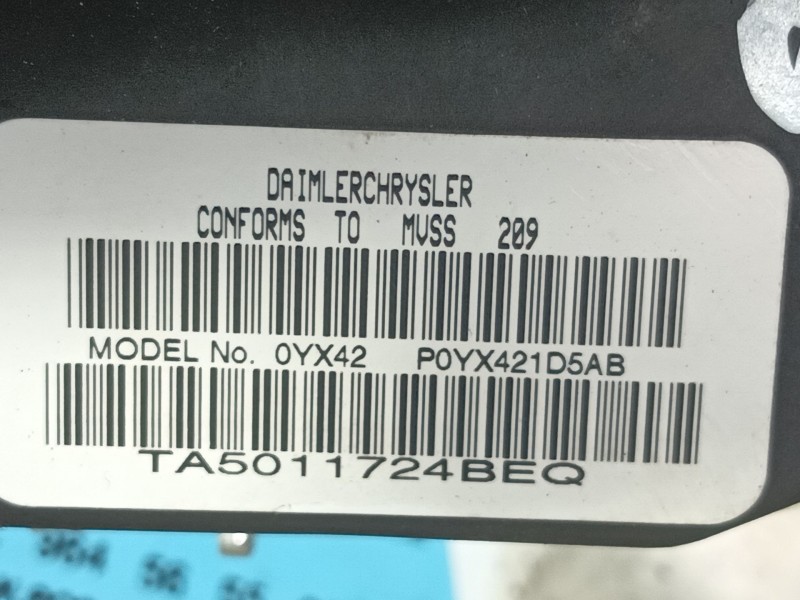 DAIMLERCHRYSLER
CONFORMS TO MVSS 209
MODEL No. 0YX42 P0YX421D5AB
TA5011724BEQ